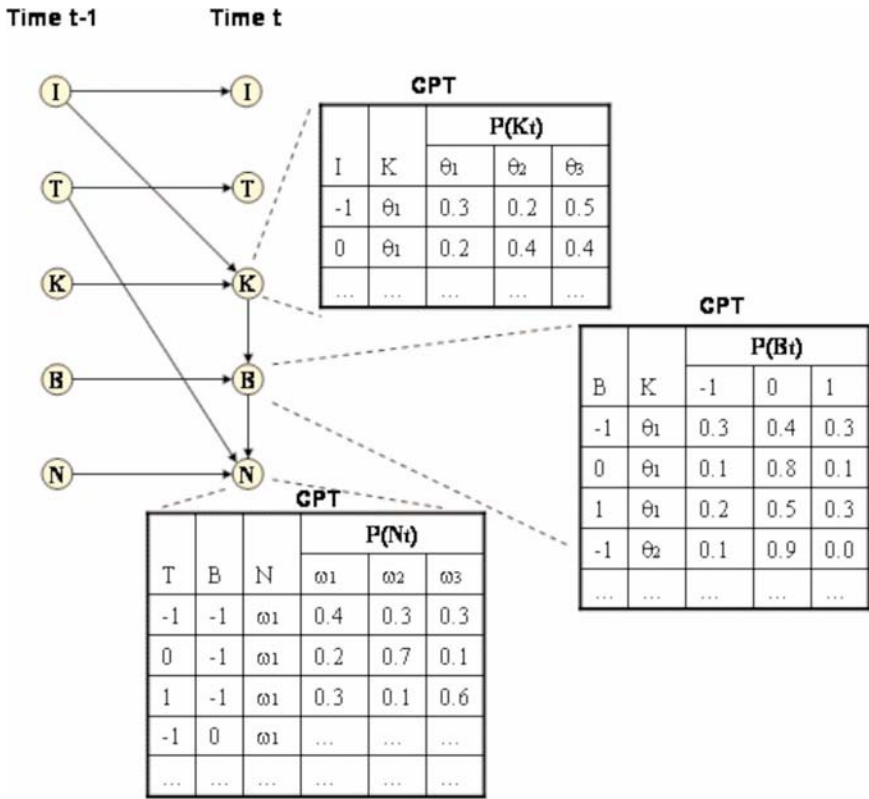 Time t-1 Time t
I I
T T
K K
B B
N N
CPT
P(Kt)
I K θ1 θ2 θ3
-1 θ1 0.3 0.2 0.5
0 θ1 0.2 0.4 0.4
... ... ... ... ...
CPT
P(Bt)
B K -1 0 1
-1 θ1 0.3 0.4 0.3
0 θ1 0.1 0.8 0.1
1 θ1 0.2 0.5 0.3
-1 θ2 0.1 0.9 0.0
... ... ... ... ...
CPT
P(Nt)
T B N ω1 ω2 ω3
-1 -1 ω1 0.4 0.3 0.3
0 -1 ω1 0.2 0.7 0.1
1 -1 ω1 0.3 0.1 0.6
-1 0 ω1 ... ... ...
... ... ... ... ... ...